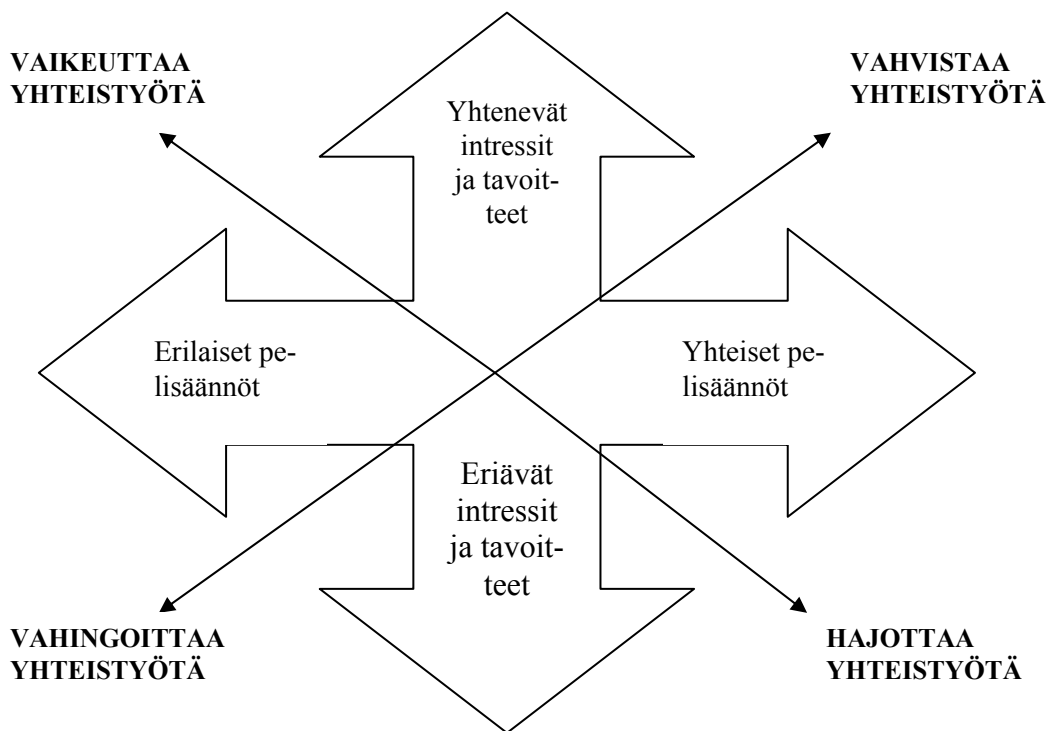 VAIKEUTTAA
YHTEISTYÖTÄ
VAHVISTAA
YHTEISTYÖTÄ
Yhtenevät
intressit
ja tavoit-
teet
Erilaiset pe-
lisäännöt
Yhteiset pe-
lisäännöt
Eriävät
intressit
ja tavoit-
teet
VAHINGOITTAA
YHTEISTYÖTÄ
HAJOTTAA
YHTEISTYÖTÄ